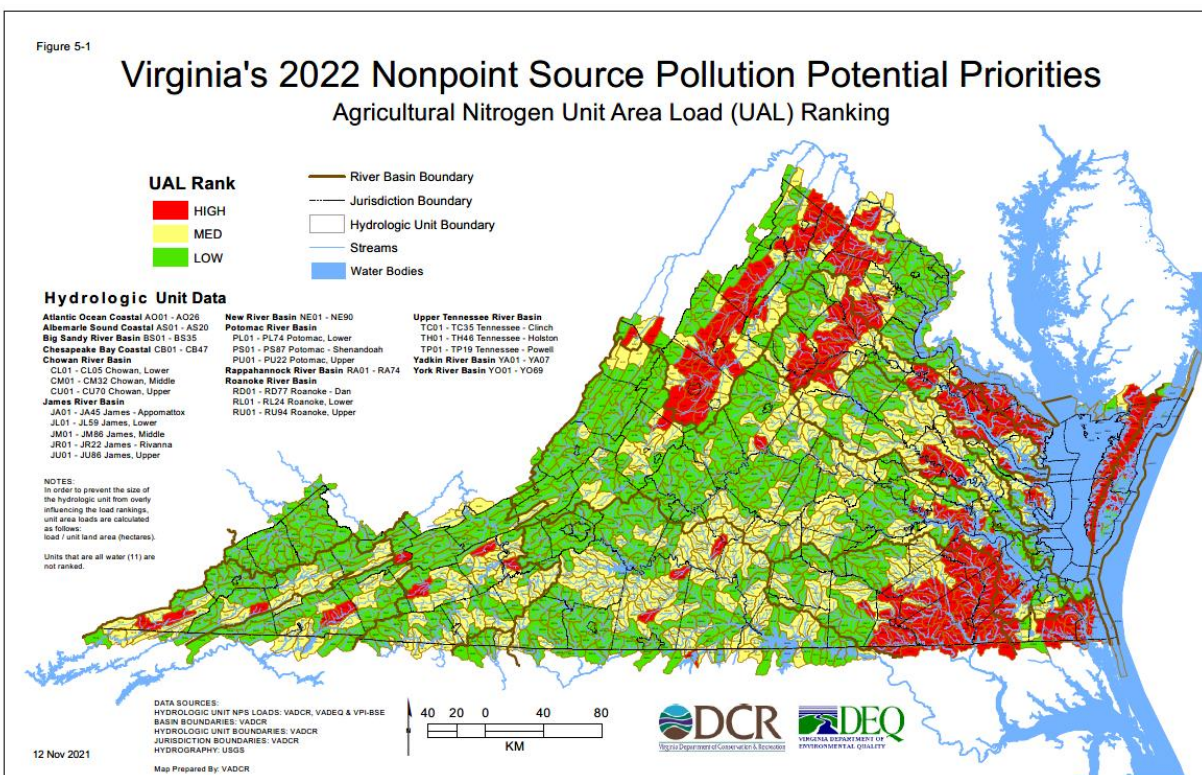 Figure 5-1
Virginia's 2022 Nonpoint Source Pollution Potential Priorities
Agricultural Nitrogen Unit Area Load (UAL) Ranking
UAL Rank
HIGH
MED
LOW
River Basin Boundary
Jurisdiction Boundary
Hydrologic Unit Boundary
Streams
Water Bodies
Hydrologic Unit Data
Atlantic Ocean Coastal AO01 - AO26
Albemarle Sound Coastal AS01 - AS20
Big Sandy River Basin BS01 - BS35
Chesapeake Bay Coastal CB01 - CB47
Chowan River Basin
CL01 - CL05 Chowan, Lower
CM01 - CM32 Chowan, Middle
CU01 - CU70 Chowan, Upper
James River Basin
JA01 - JA45 James - Appomattox
JL01 - JL59 James, Lower
JM01 - JM86 James, Middle
JR01 - JR22 James - Rivanna
JU01 - JU86 James, Upper
New River Basin NE01 - NE90
Potomac River Basin
PL01 - PL74 Potomac, Lower
PS01 - PS87 Potomac - Shenandoah
PU01 - PU22 Potomac, Upper
Rappahannock River Basin RA01 - RA74
Roanoke River Basin
RD01 - RD77 Roanoke - Dan
RL01 - RL24 Roanoke, Lower
RU01 - RU94 Roanoke, Upper
Upper Tennessee River Basin
TC01 - TC35 Tennessee - Clinch
TH01 - TH46 Tennessee - Holston
TP01 - TP19 Tennessee - Powell
Yadkin River Basin YA01 - YA07
York River Basin YO01 - YO69
NOTES:
In order to prevent the size of
the hydrologic unit from overly
influencing the load rankings,
unit area loads are calculated
as follows:
load / unit land area (hectares).
Units that are all water (11) are
not ranked.
DATA SOURCES:
HYDROLOGIC UNIT NPS LOADS: VADCR, VADEQ & VPI-BSE
BASIN BOUNDARIES: VADCR
HYDROLOGIC UNIT BOUNDARIES: VADCR
JURISDICTION BOUNDARIES: VADCR
HYDROGRAPHY: USGS
Map Prepared By: VADCR
12 Nov 2021
40 20 0 40 80
KM
DCR
Virginia Department of Conservation & Recreation
DEQ
VIRGINIA DEPARTMENT OF
ENVIRONMENTAL QUALITY